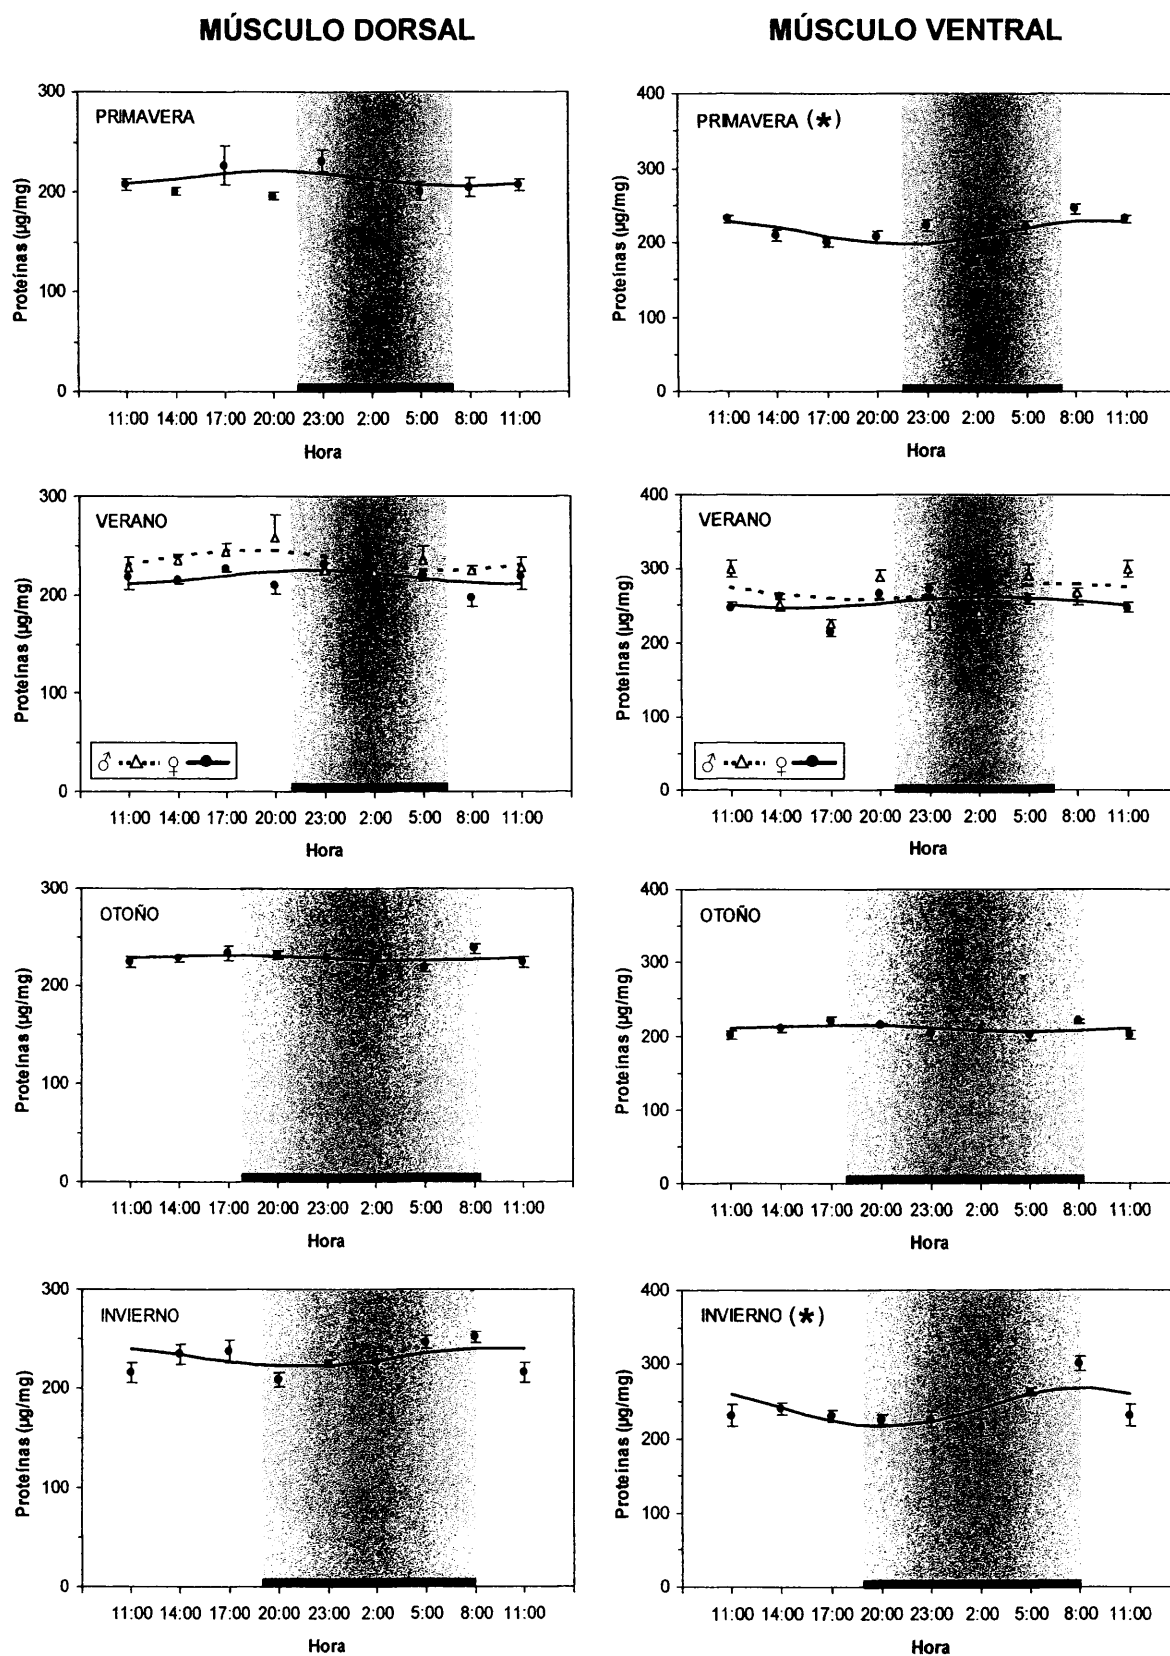 MÚSCULO DORSAL
MÚSCULO VENTRAL
PRIMAVERA
Proteínas (µg/mg)
300
200
100
0
11:00 14:00 17:00 20:00 23:00 2:00 5:00 8:00 11:00
Hora
PRIMAVERA (*)
Proteínas (µg/mg)
400
300
200
100
0
11:00 14:00 17:00 20:00 23:00 2:00 5:00 8:00 11:00
Hora
VERANO
Proteínas (µg/mg)
300
200
100
0
♂ ♀
11:00 14:00 17:00 20:00 23:00 2:00 5:00 8:00 11:00
Hora
VERANO
Proteínas (µg/mg)
400
300
200
100
0
♂ ♀
11:00 14:00 17:00 20:00 23:00 2:00 5:00 8:00 11:00
Hora
OTOÑO
Proteínas (µg/mg)
300
200
100
0
11:00 14:00 17:00 20:00 23:00 2:00 5:00 8:00 11:00
Hora
OTOÑO
Proteínas (µg/mg)
400
300
200
100
0
11:00 14:00 17:00 20:00 23:00 2:00 5:00 8:00 11:00
Hora
INVIERNO
Proteínas (µg/mg)
300
200
100
0
11:00 14:00 17:00 20:00 23:00 2:00 5:00 8:00 11:00
Hora
INVIERNO (*)
Proteínas (µg/mg)
400
300
200
100
0
11:00 14:00 17:00 20:00 23:00 2:00 5:00 8:00 11:00
Hora